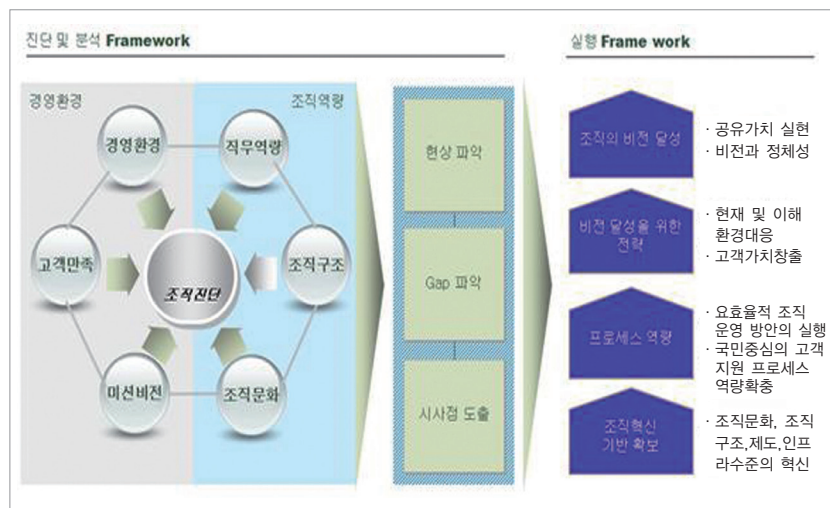 진단 및 분석 Framework
경영환경
조직역량
경영환경
직무역량
고객만족
조직진단
조직구조
미션비전
조직문화
현상 파악
Gap 파악
시사점 도출
실행 Frame work
조직의 비전 달성
· 공유가치 실현
· 비전과 정체성
비전 달성을 위한
전략
· 현재 및 이해
환경대응
· 고객가치창출
프로세스 역량
· 요효율적 조직
운영 방안의 실행
· 국민중심의 고객
지원 프로세스
역량확충
조직혁신
기반 확보
· 조직문화, 조직
구조,제도,인프
라수준의 혁신